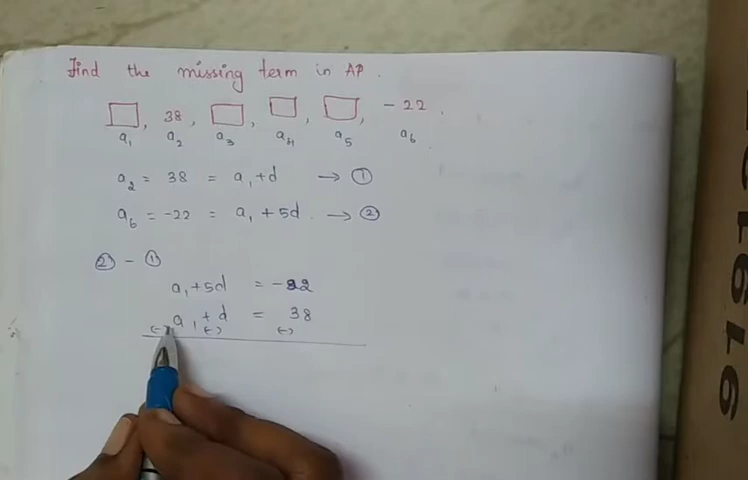 Find the missing term in AP.
☐, 38, ☐, ☐, ☐, -22.
a₁ a₂ a₃ a₄ a₅ a₆
a₂ = 38 = a₁ + d → ①
a₆ = -22 = a₁ + 5d. → ②
② - ①
a₁ + 5d = -22
a₁ + d = 38
(-) (-) (-)
9191